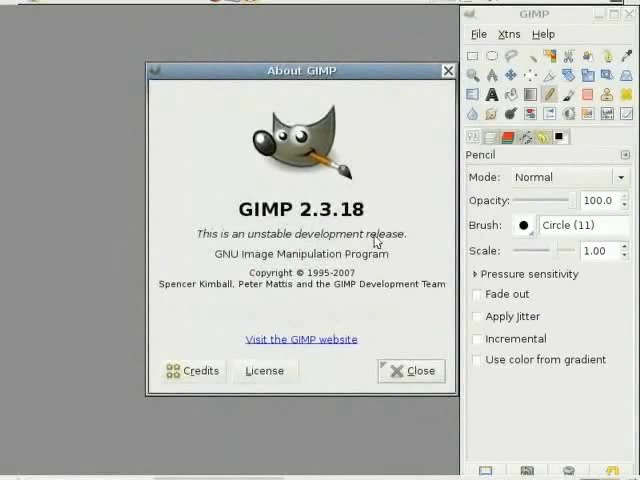 GIMP
File Xtns Help
About GIMP
GIMP 2.3.18
This is an unstable development release.
GNU Image Manipulation Program
Copyright © 1995-2007
Spencer Kimball, Peter Mattis and the GIMP Development Team
Visit the GIMP website
Credits License Close
Pencil
Mode: Normal
Opacity: 100.0
Brush: Circle (11)
Scale: 1.00
Pressure sensitivity
Fade out
Apply Jitter
Incremental
Use color from gradient